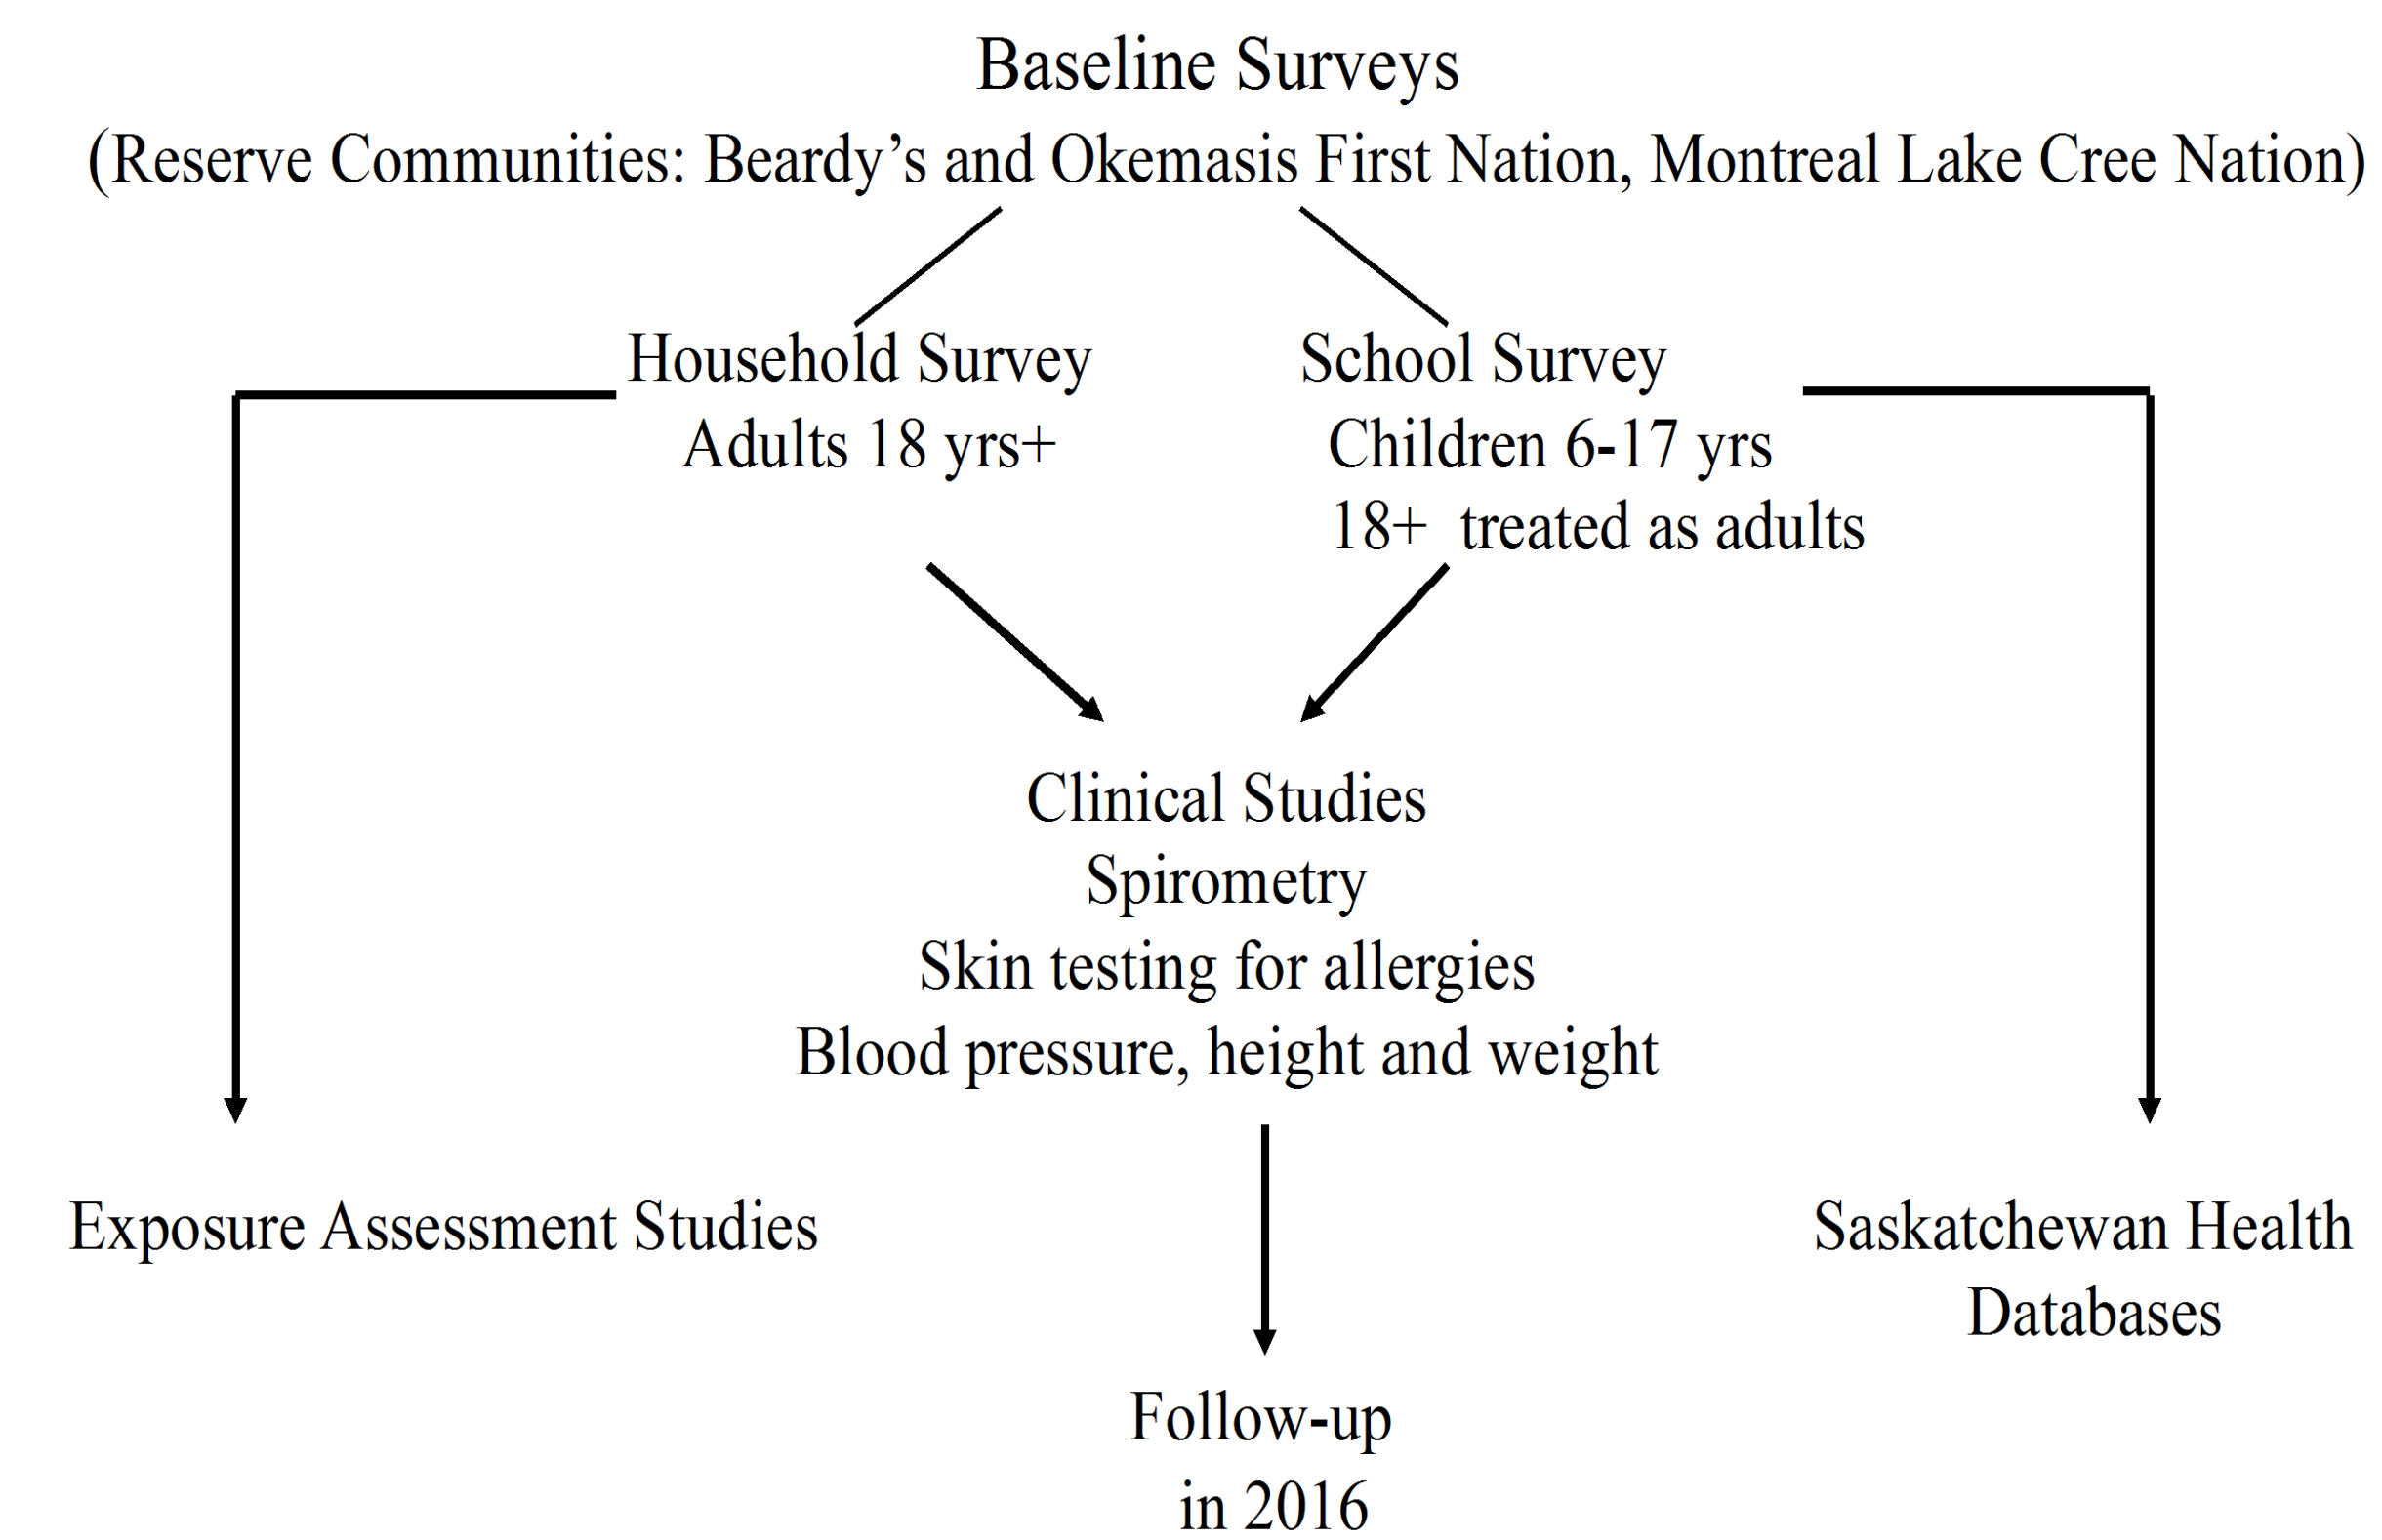 Baseline Surveys
(Reserve Communities: Beardy’s and Okemasis First Nation, Montreal Lake Cree Nation)
Household Survey
Adults 18 yrs+
School Survey
Children 6-17 yrs
18+ treated as adults
Clinical Studies
Spirometry
Skin testing for allergies
Blood pressure, height and weight
Exposure Assessment Studies
Saskatchewan Health
Databases
Follow-up
in 2016